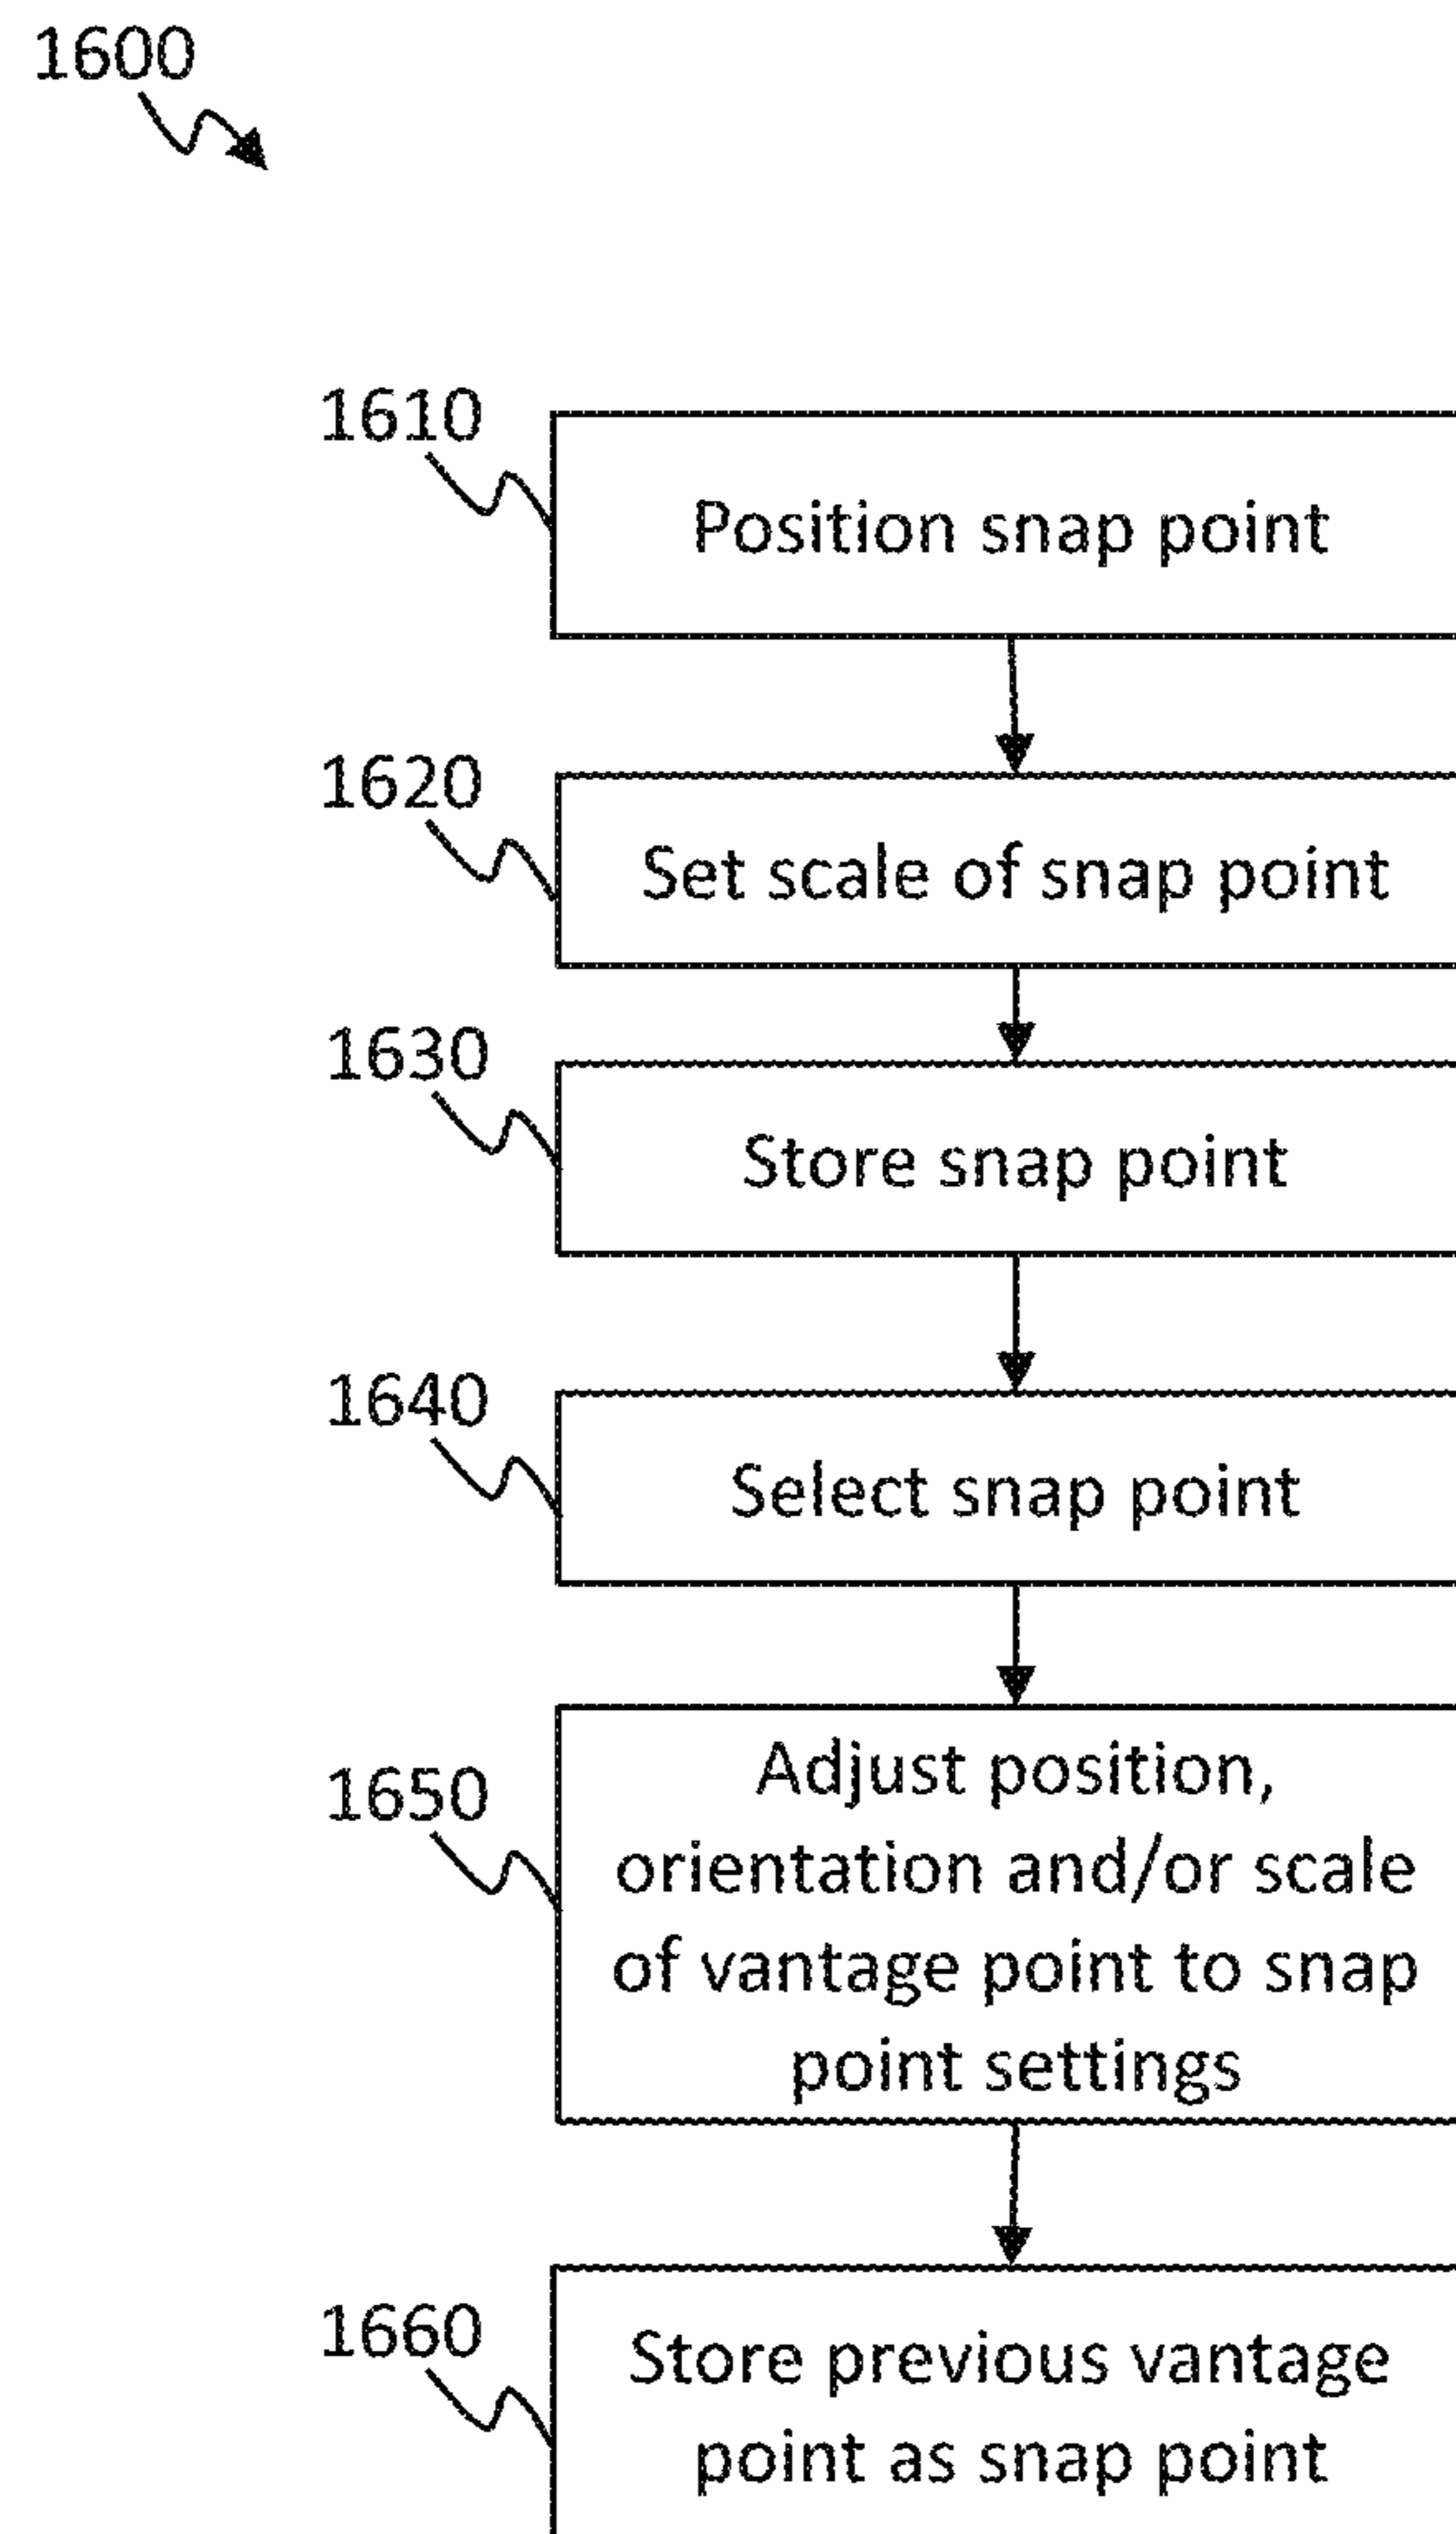 1600
1610
Position snap point
1620
Set scale of snap point
1630
Store snap point
1640
Select snap point
1650
Adjust position,
orientation and/or scale
of vantage point to snap
point settings
1660
Store previous vantage
point as snap point